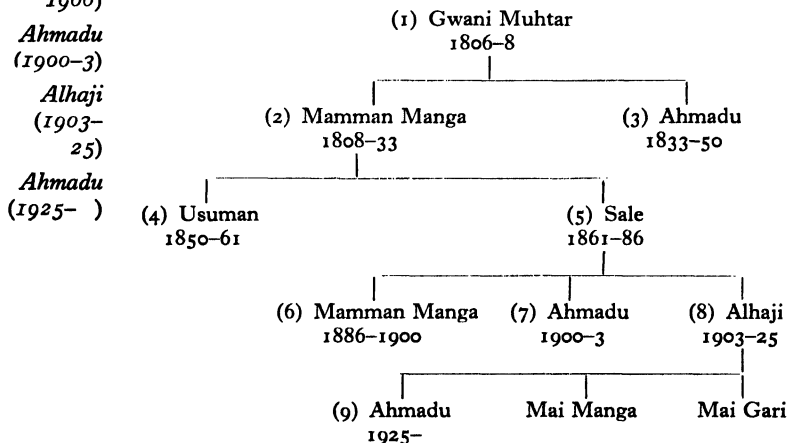 1900)
Ahmadu
(1900-3)
Alhaji
(1903-
25)
Ahmadu
(1925- )
(1) Gwani Muhtar
1806-8
(2) Mamman Manga
1808-33
(3) Ahmadu
1833-50
(4) Usuman
1850-61
(5) Sale
1861-86
(6) Mamman Manga
1886-1900
(7) Ahmadu
1900-3
(8) Alhaji
1903-25
(9) Ahmadu
1925-
Mai Manga
Mai Gari